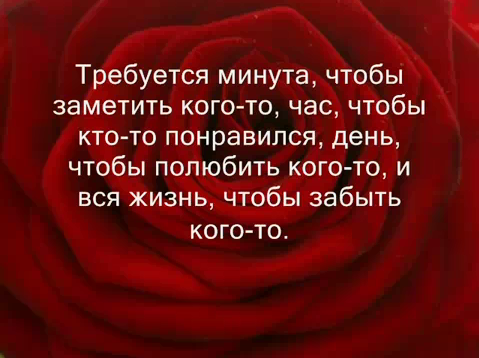 Требуется минута, чтобы
заметить кого-то, час, чтобы
кто-то понравился, день,
чтобы полюбить кого-то, и
вся жизнь, чтобы забыть
кого-то.